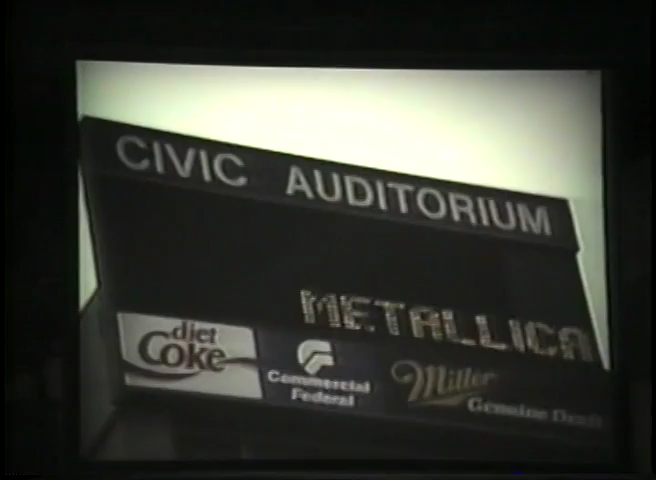 CIVIC AUDITORIUM
METALLICA
diet
Coke
Commercial
Federal
Miller
Genuine Draft